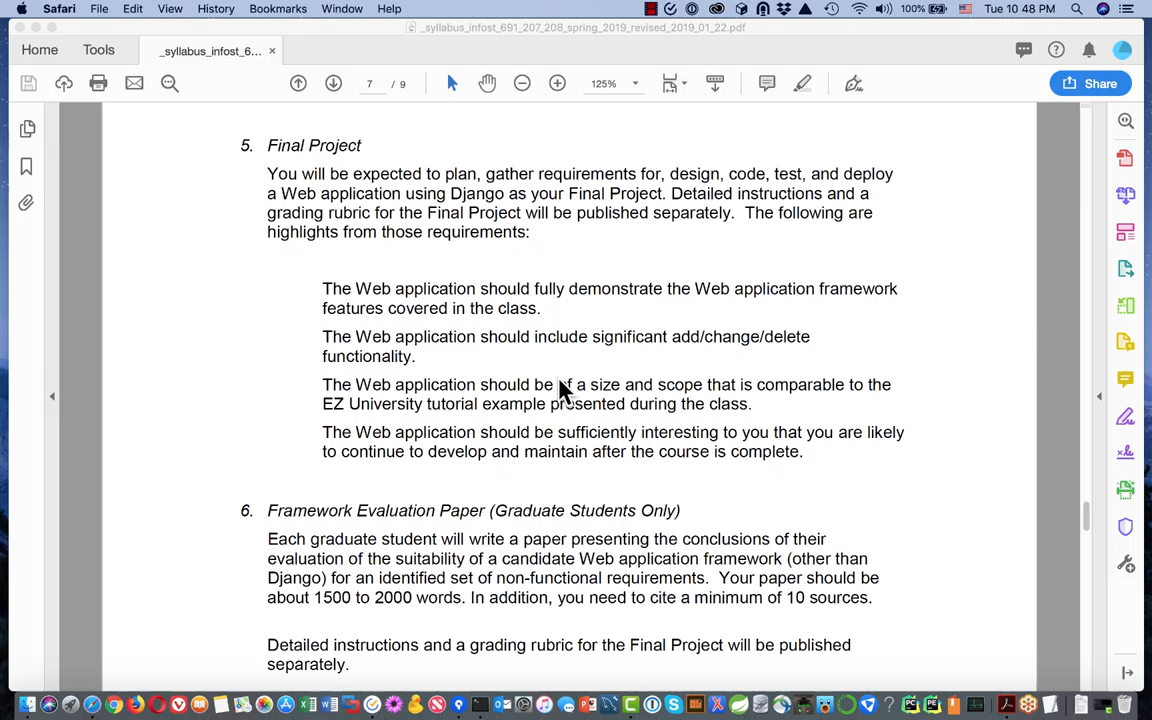 Safari File Edit View History Bookmarks Window Help 100% Tue 10:48 PM
_syllabus_infost_691_207_208_spring_2019_revised_2019_01_22.pdf
Home Tools _syllabus_infost_6... ×
7 / 9 125% Share
5. Final Project
You will be expected to plan, gather requirements for, design, code, test, and deploy
a Web application using Django as your Final Project. Detailed instructions and a
grading rubric for the Final Project will be published separately. The following are
highlights from those requirements:
The Web application should fully demonstrate the Web application framework
features covered in the class.
The Web application should include significant add/change/delete
functionality.
The Web application should be of a size and scope that is comparable to the
EZ University tutorial example presented during the class.
The Web application should be sufficiently interesting to you that you are likely
to continue to develop and maintain after the course is complete.
6. Framework Evaluation Paper (Graduate Students Only)
Each graduate student will write a paper presenting the conclusions of their
evaluation of the suitability of a candidate Web application framework (other than
Django) for an identified set of non-functional requirements. Your paper should be
about 1500 to 2000 words. In addition, you need to cite a minimum of 10 sources.
Detailed instructions and a grading rubric for the Final Project will be published
separately.